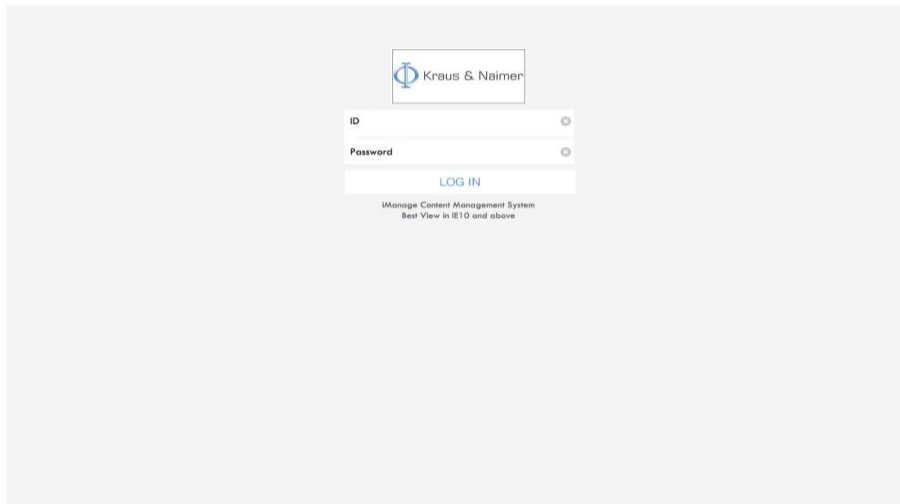 Kraus & Naimer
ID
Password
LOG IN
iManage Content Management System
Best View in IE10 and above